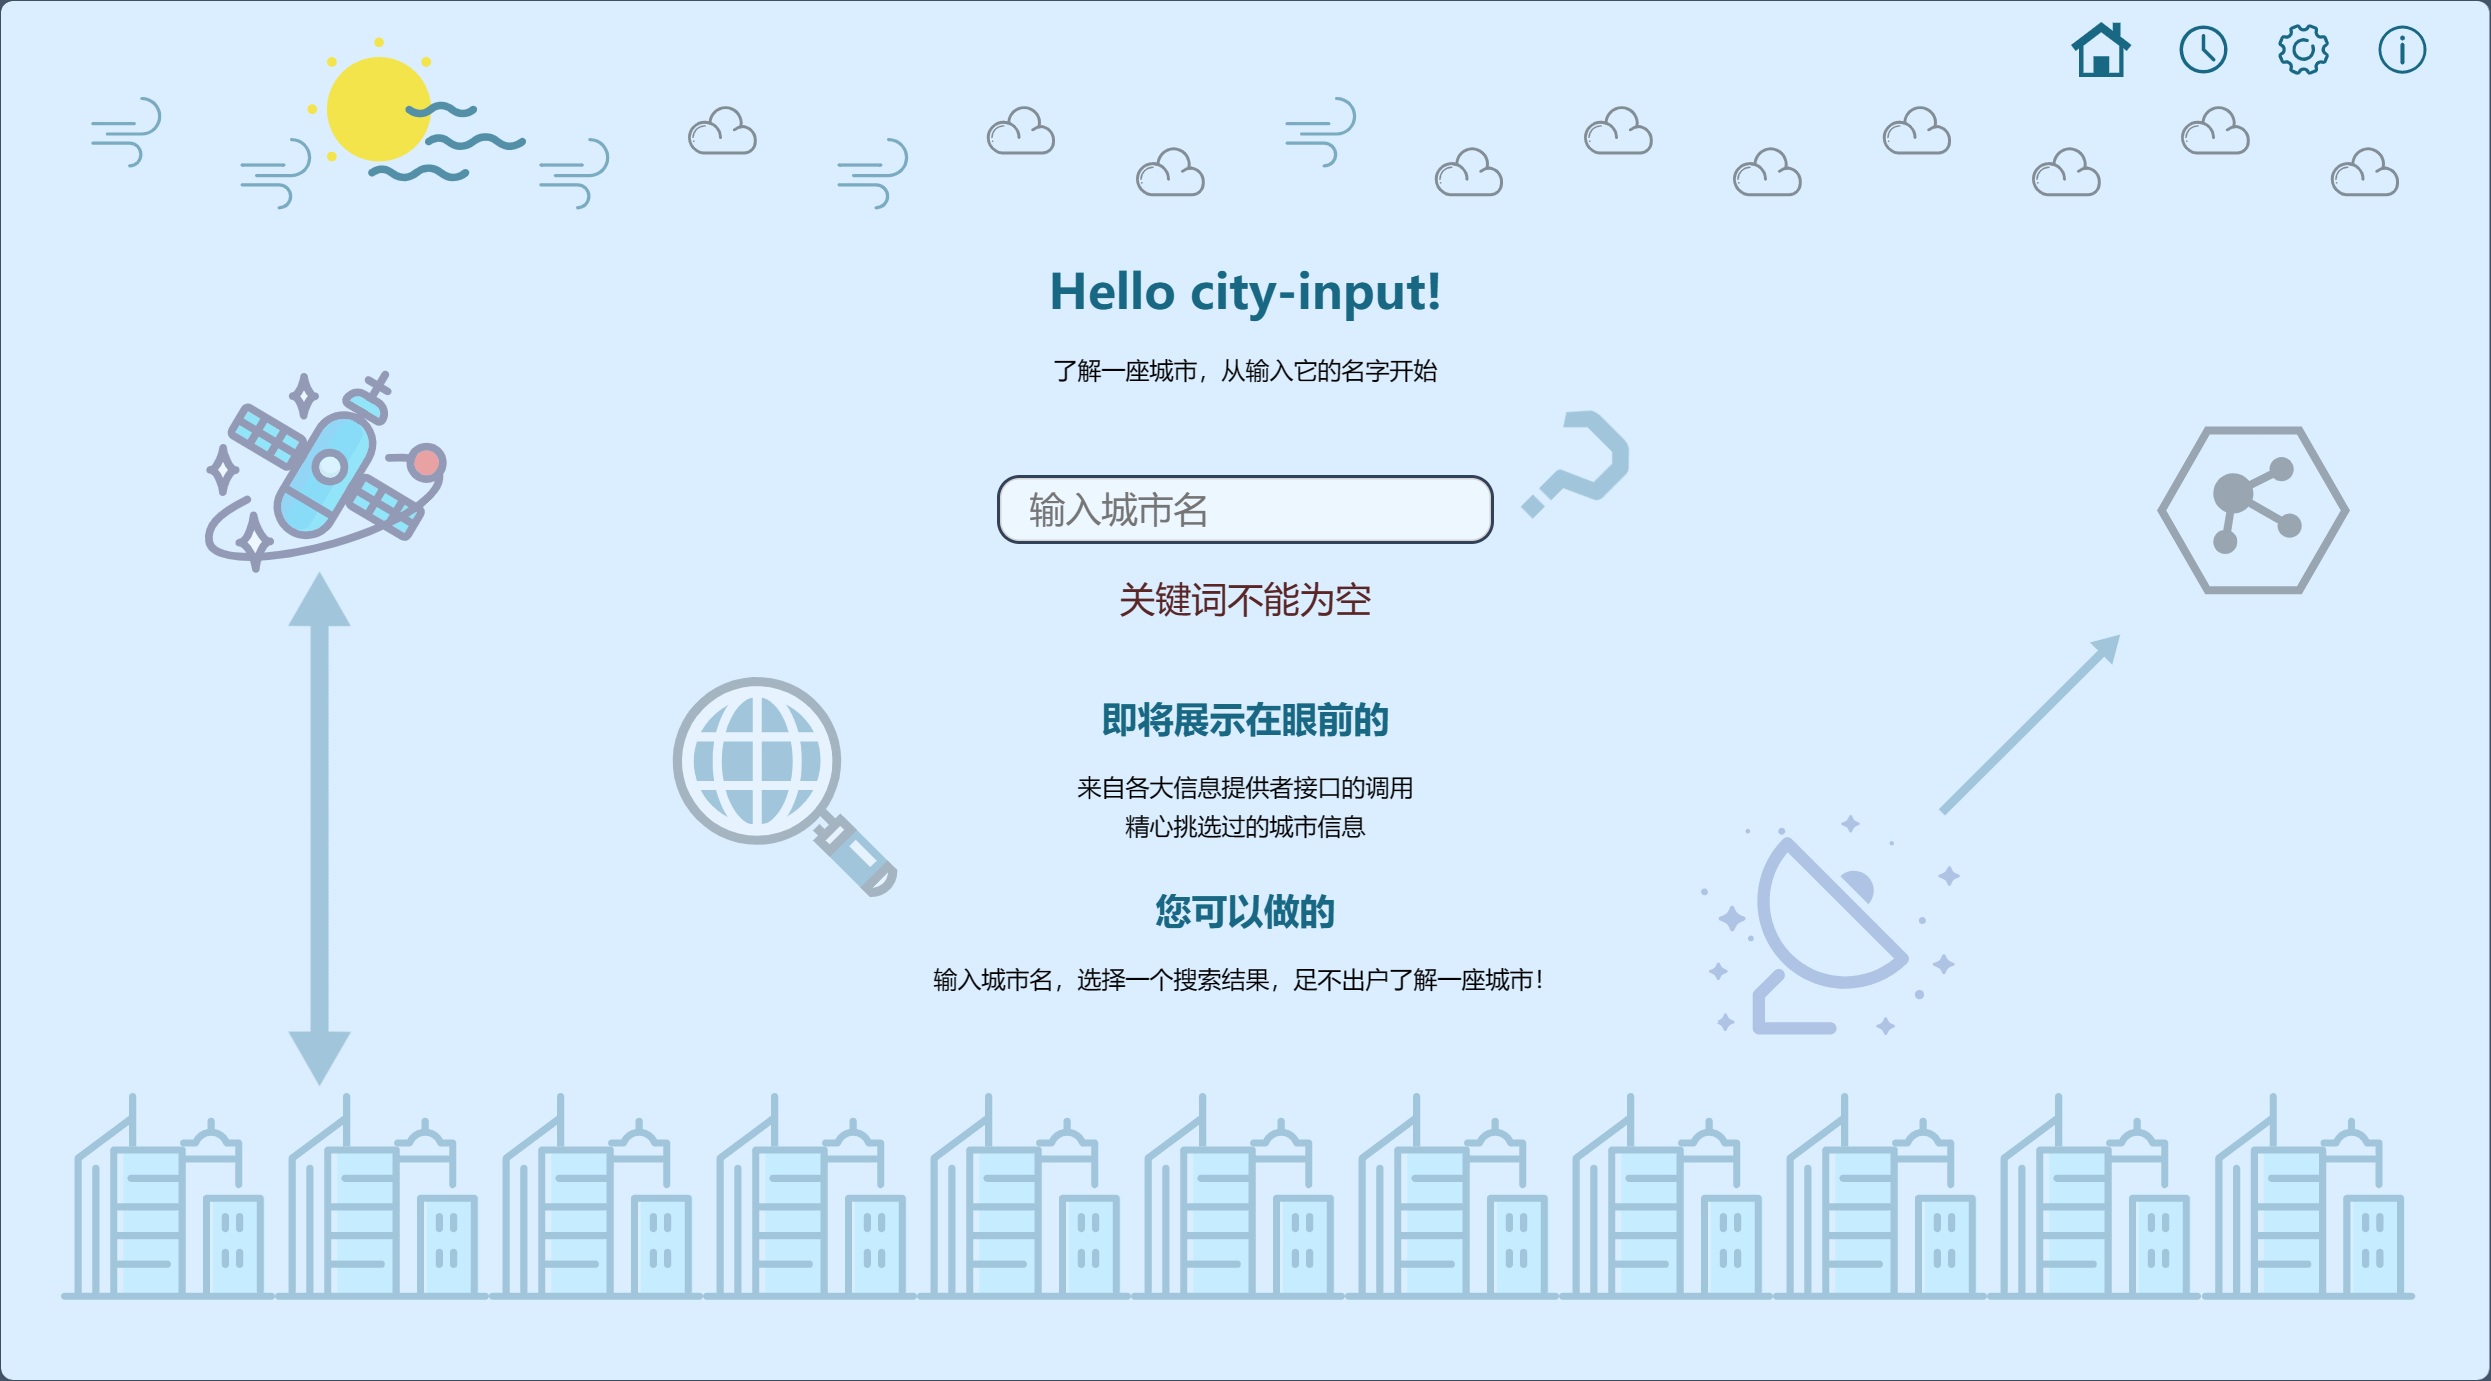 Hello city-input!
了解一座城市，从输入它的名字开始
输入城市名
关键词不能为空
即将展示在眼前的
来自各大信息提供者接口的调用
精心挑选过的城市信息
您可以做的
输入城市名，选择一个搜索结果，足不出户了解一座城市！